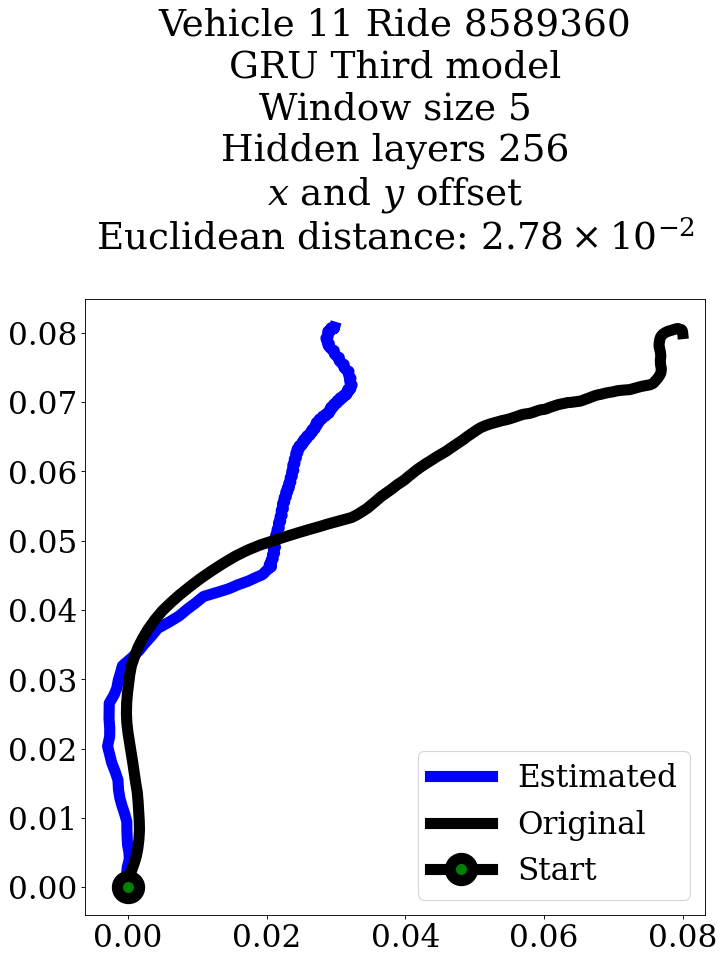 Vehicle 11 Ride 8589360
GRU Third model
Window size 5
Hidden layers 256
x and y offset
Euclidean distance: 2.78 × 10⁻²
0.08
0.07
0.06
0.05
0.04
0.03
0.02
0.01
0.00
Estimated
Original
Start
0.00 0.02 0.04 0.06 0.08